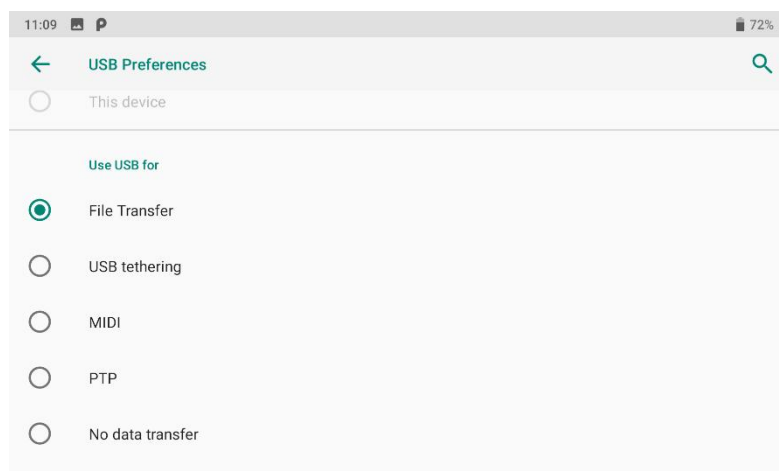 11:09 72%
USB Preferences
This device
Use USB for
File Transfer
USB tethering
MIDI
PTP
No data transfer